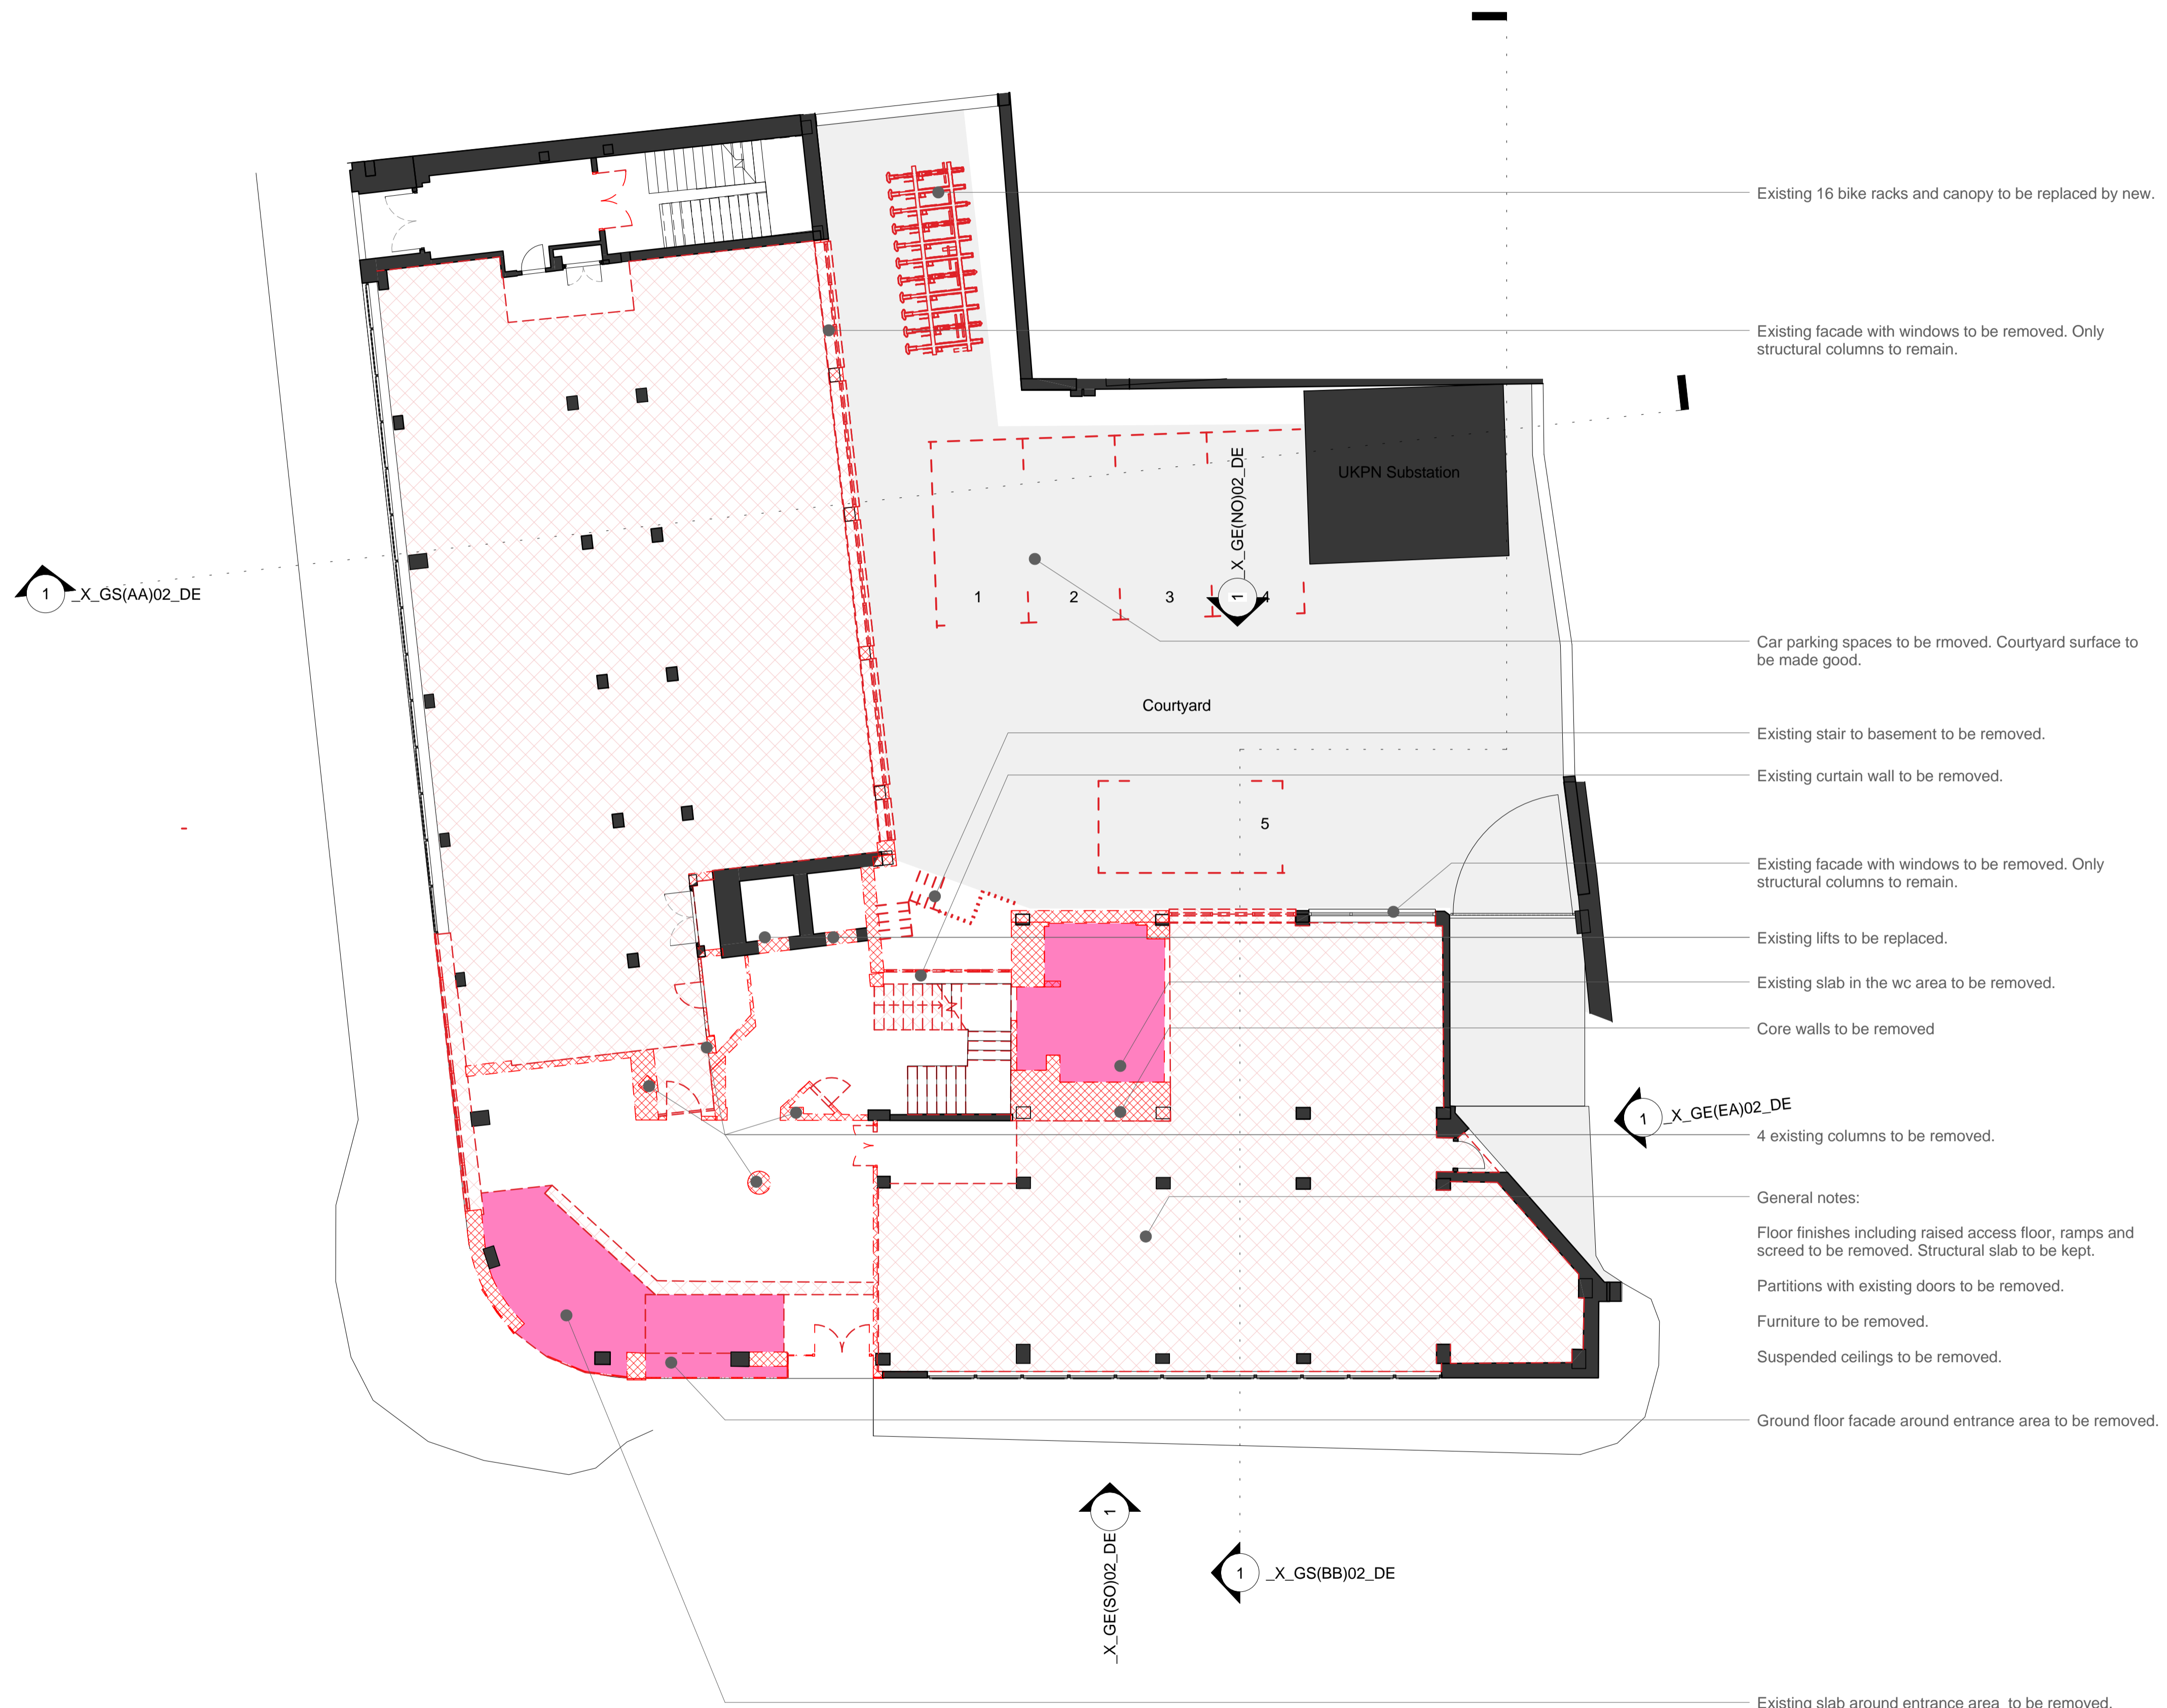 Existing 16 bike racks and canopy to be replaced by new.
Existing facade with windows to be removed. Only
structural columns to remain.
UKPN Substation
_X_GE(NO)02_DE
1
_X_GS(AA)02_DE
1
2
3
4
1
Car parking spaces to be rmoved. Courtyard surface to
be made good.
Courtyard
Existing stair to basement to be removed.
Existing curtain wall to be removed.
5
Existing facade with windows to be removed. Only
structural columns to remain.
Existing lifts to be replaced.
Existing slab in the wc area to be removed.
Core walls to be removed
1
_X_GE(EA)02_DE
4 existing columns to be removed.
General notes:
Floor finishes including raised access floor, ramps and
screed to be removed. Structural slab to be kept.
Partitions with existing doors to be removed.
Furniture to be removed.
Suspended ceilings to be removed.
Ground floor facade around entrance area to be removed.
1
_X_GE(SO)02_DE
1
_X_GS(BB)02_DE
Existing slab around entrance area to be removed.